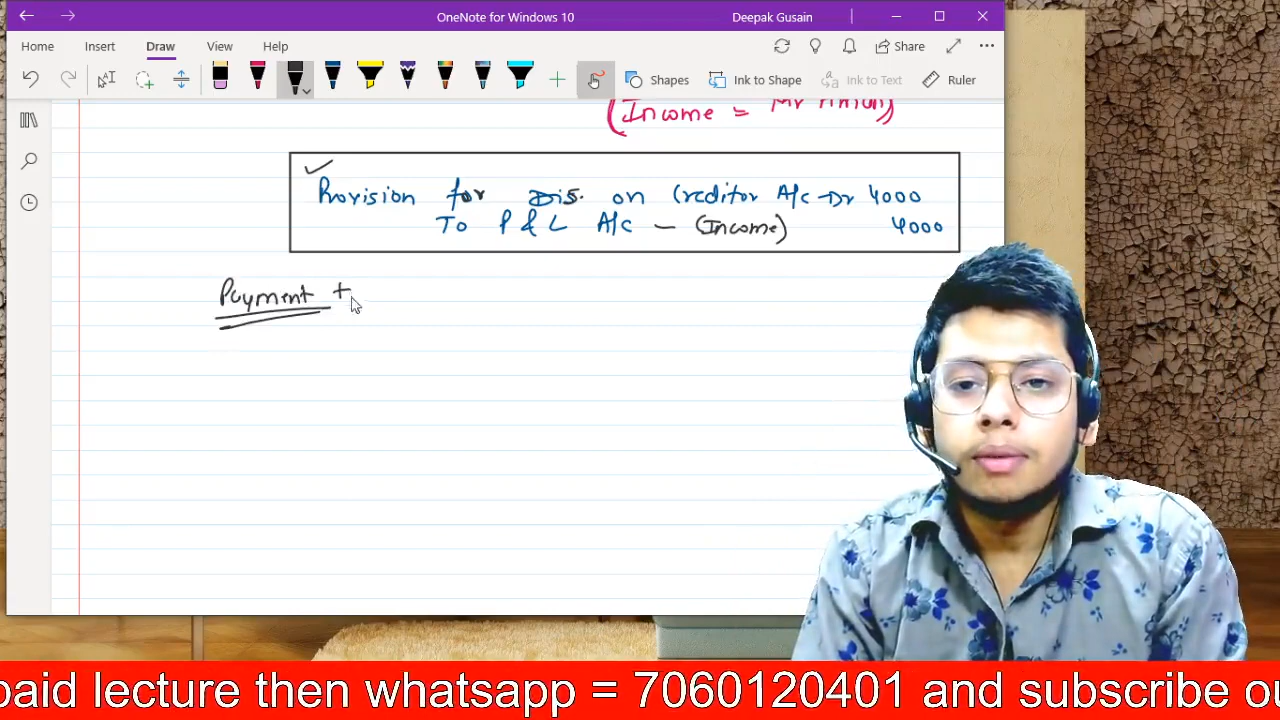 OneNote for Windows 10
Deepak Gusain
Home Insert Draw View Help
Share
Shapes Ink to Shape Ink to Text Ruler
(Income =
Provision for Dis. on Creditor A/c Dr 4000
To P & L A/c – (Income) 4000
Payment
paid lecture then whatsapp = 7060120401 and subscribe ou